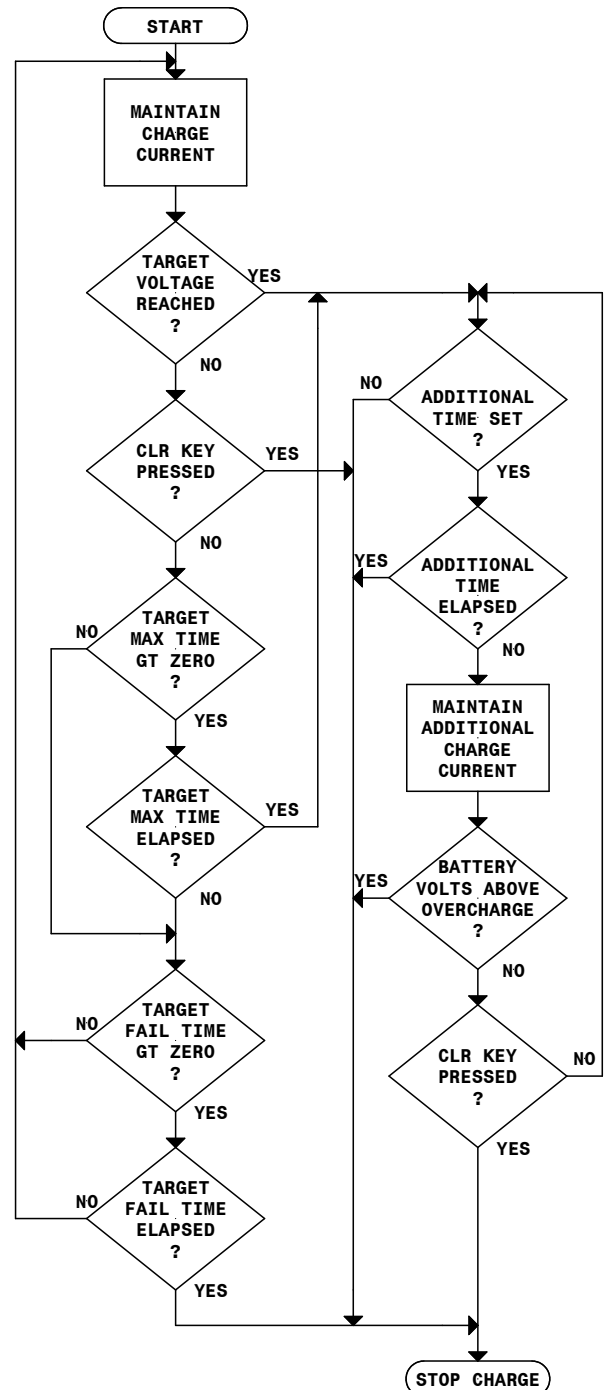 START
MAINTAIN
CHARGE
CURRENT
TARGET
VOLTAGE
REACHED
?
YES
NO
CLR KEY
PRESSED
?
YES
NO
TARGET
MAX TIME
GT ZERO
?
NO
YES
TARGET
MAX TIME
ELAPSED
?
YES
NO
TARGET
FAIL TIME
GT ZERO
?
NO
YES
TARGET
FAIL TIME
ELAPSED
?
NO
YES
ADDITIONAL
TIME SET
?
NO
YES
ADDITIONAL
TIME
ELAPSED
?
YES
NO
MAINTAIN
ADDITIONAL
CHARGE
CURRENT
BATTERY
VOLTS ABOVE
OVERCHARGE
?
YES
NO
CLR KEY
PRESSED
?
NO
YES
STOP CHARGE